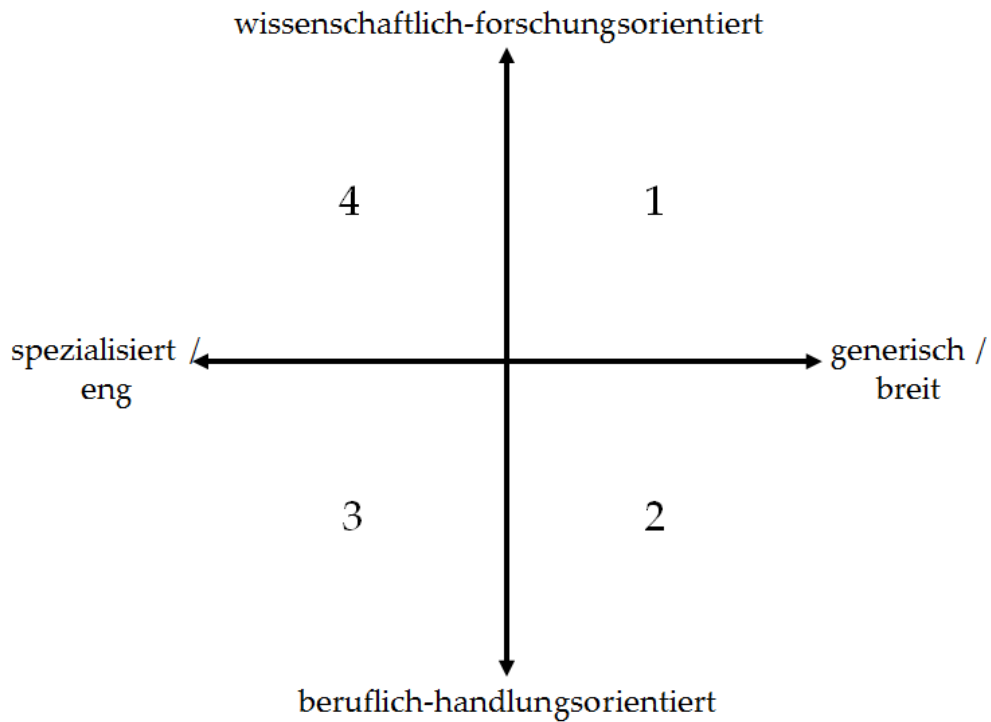 wissenschaftlich-forschungsorientiert
4
1
spezialisiert /
eng
generisch /
breit
3
2
beruflich-handlungsorientiert